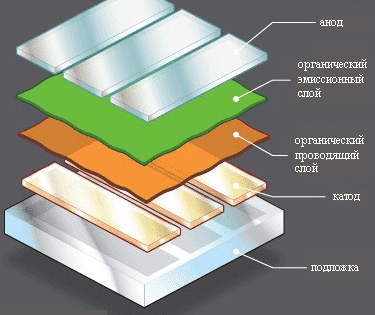 анод
органический
эмиссионный
слой
органический
проводящий
слой
катод
подложка